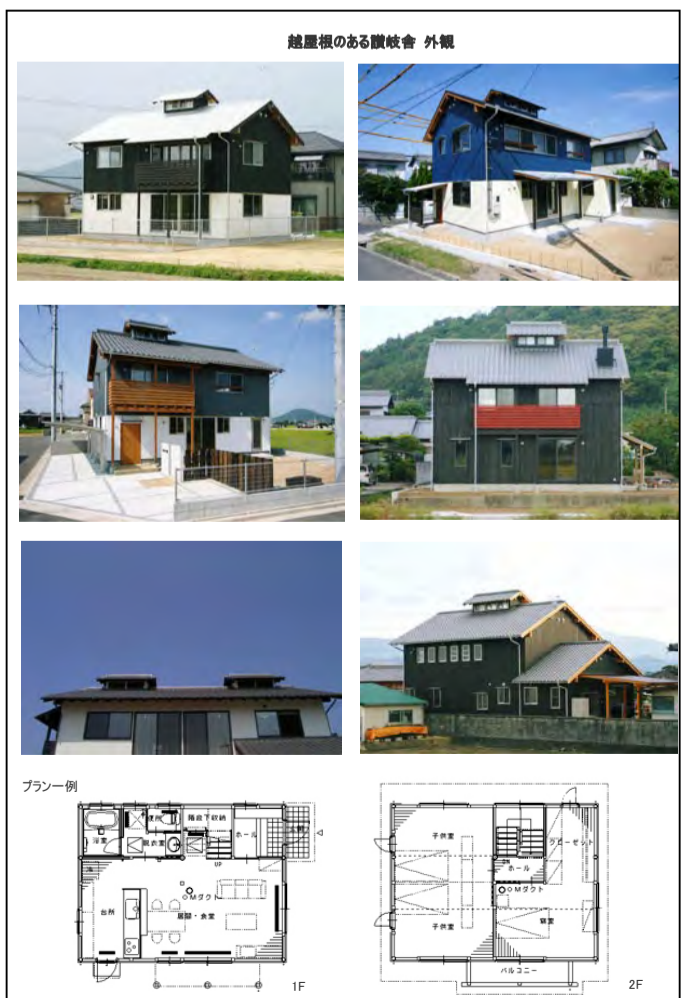 越屋根のある讃岐舎 外観
プラン一例
浴室
便所
脱衣室
階段下収納
ホール
玄関
UP
Mダクト
台所
居間・食堂
1F
子供室
ホール
クローゼット
Mダクト
子供室
寝室
バルコニー
2F